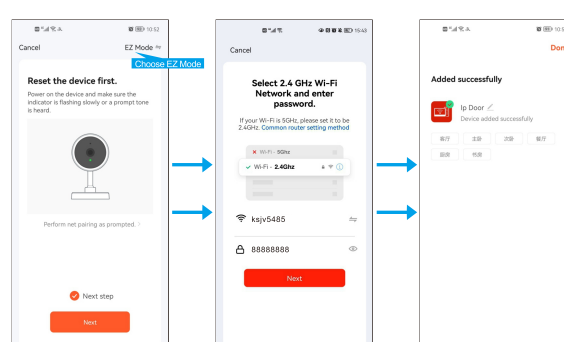 10:52
Cancel
EZ Mode
Choose EZ Mode
Reset the device first.
Power on the device and make sure the
indicator is flashing slowly or a prompt tone
is heard.
Perform net pairing as prompted.
Next step
Next
15:43
Cancel
Select 2.4 GHz Wi-Fi
Network and enter
password.
If your Wi-Fi is 5GHz, please set it to be
2.4GHz. Common router setting method
Wi-Fi - 5Ghz
Wi-Fi - 2.4Ghz
ksjv5485
88888888
Next
Added successfully
Ip Door
Device added successfully
客厅 主卧 次卧 餐厅
厨房 书房